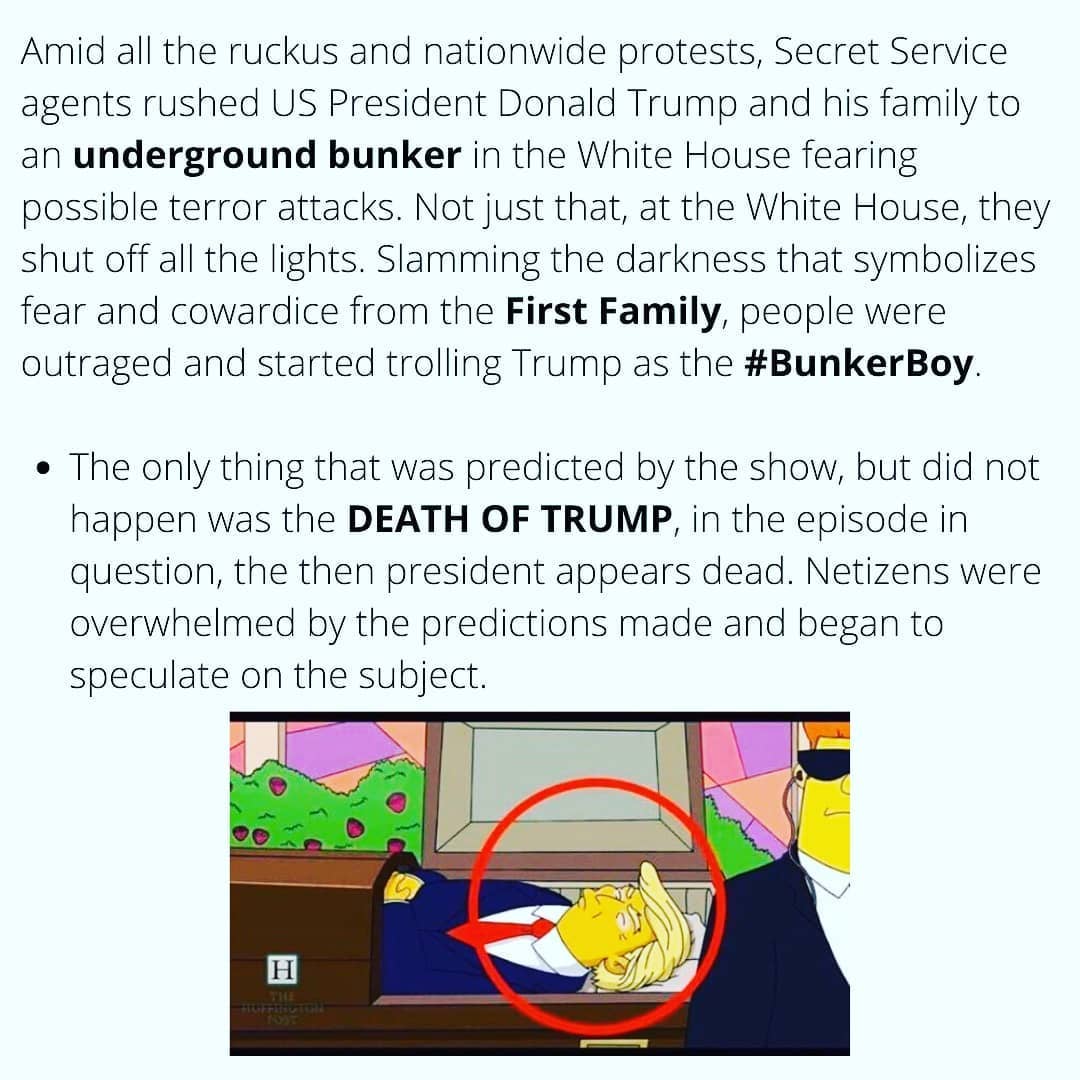 Amid all the ruckus and nationwide protests, Secret Service
agents rushed US President Donald Trump and his family to
an underground bunker in the White House fearing
possible terror attacks. Not just that, at the White House, they
shut off all the lights. Slamming the darkness that symbolizes
fear and cowardice from the First Family, people were
outraged and started trolling Trump as the #BunkerBoy.
• The only thing that was predicted by the show, but did not
happen was the DEATH OF TRUMP, in the episode in
question, the then president appears dead. Netizens were
overwhelmed by the predictions made and began to
speculate on the subject.
H
THE
HUFFINGTON
POST